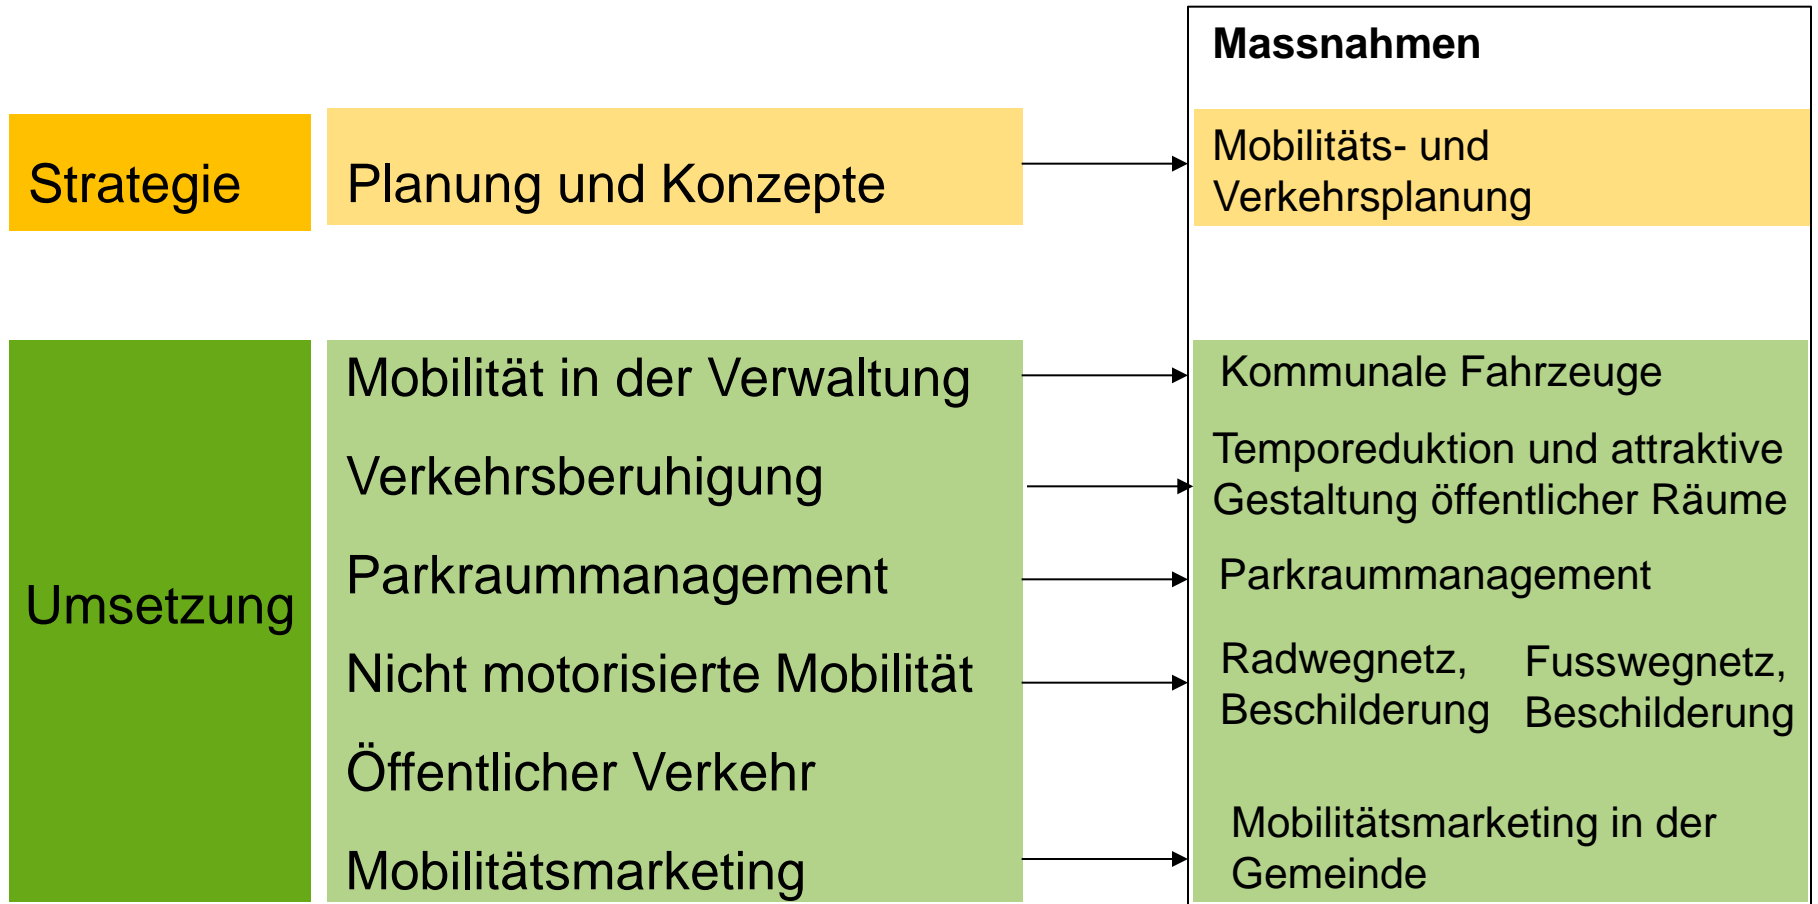 Massnahmen
Strategie
Planung und Konzepte
Mobilitäts- und
Verkehrsplanung
Umsetzung
Mobilität in der Verwaltung
Kommunale Fahrzeuge
Verkehrsberuhigung
Temporeduktion und attraktive
Gestaltung öffentlicher Räume
Parkraummanagement
Parkraummanagement
Nicht motorisierte Mobilität
Radwegnetz,
Beschilderung
Fusswegnetz,
Beschilderung
Öffentlicher Verkehr
Mobilitätsmarketing
Mobilitätsmarketing in der
Gemeinde